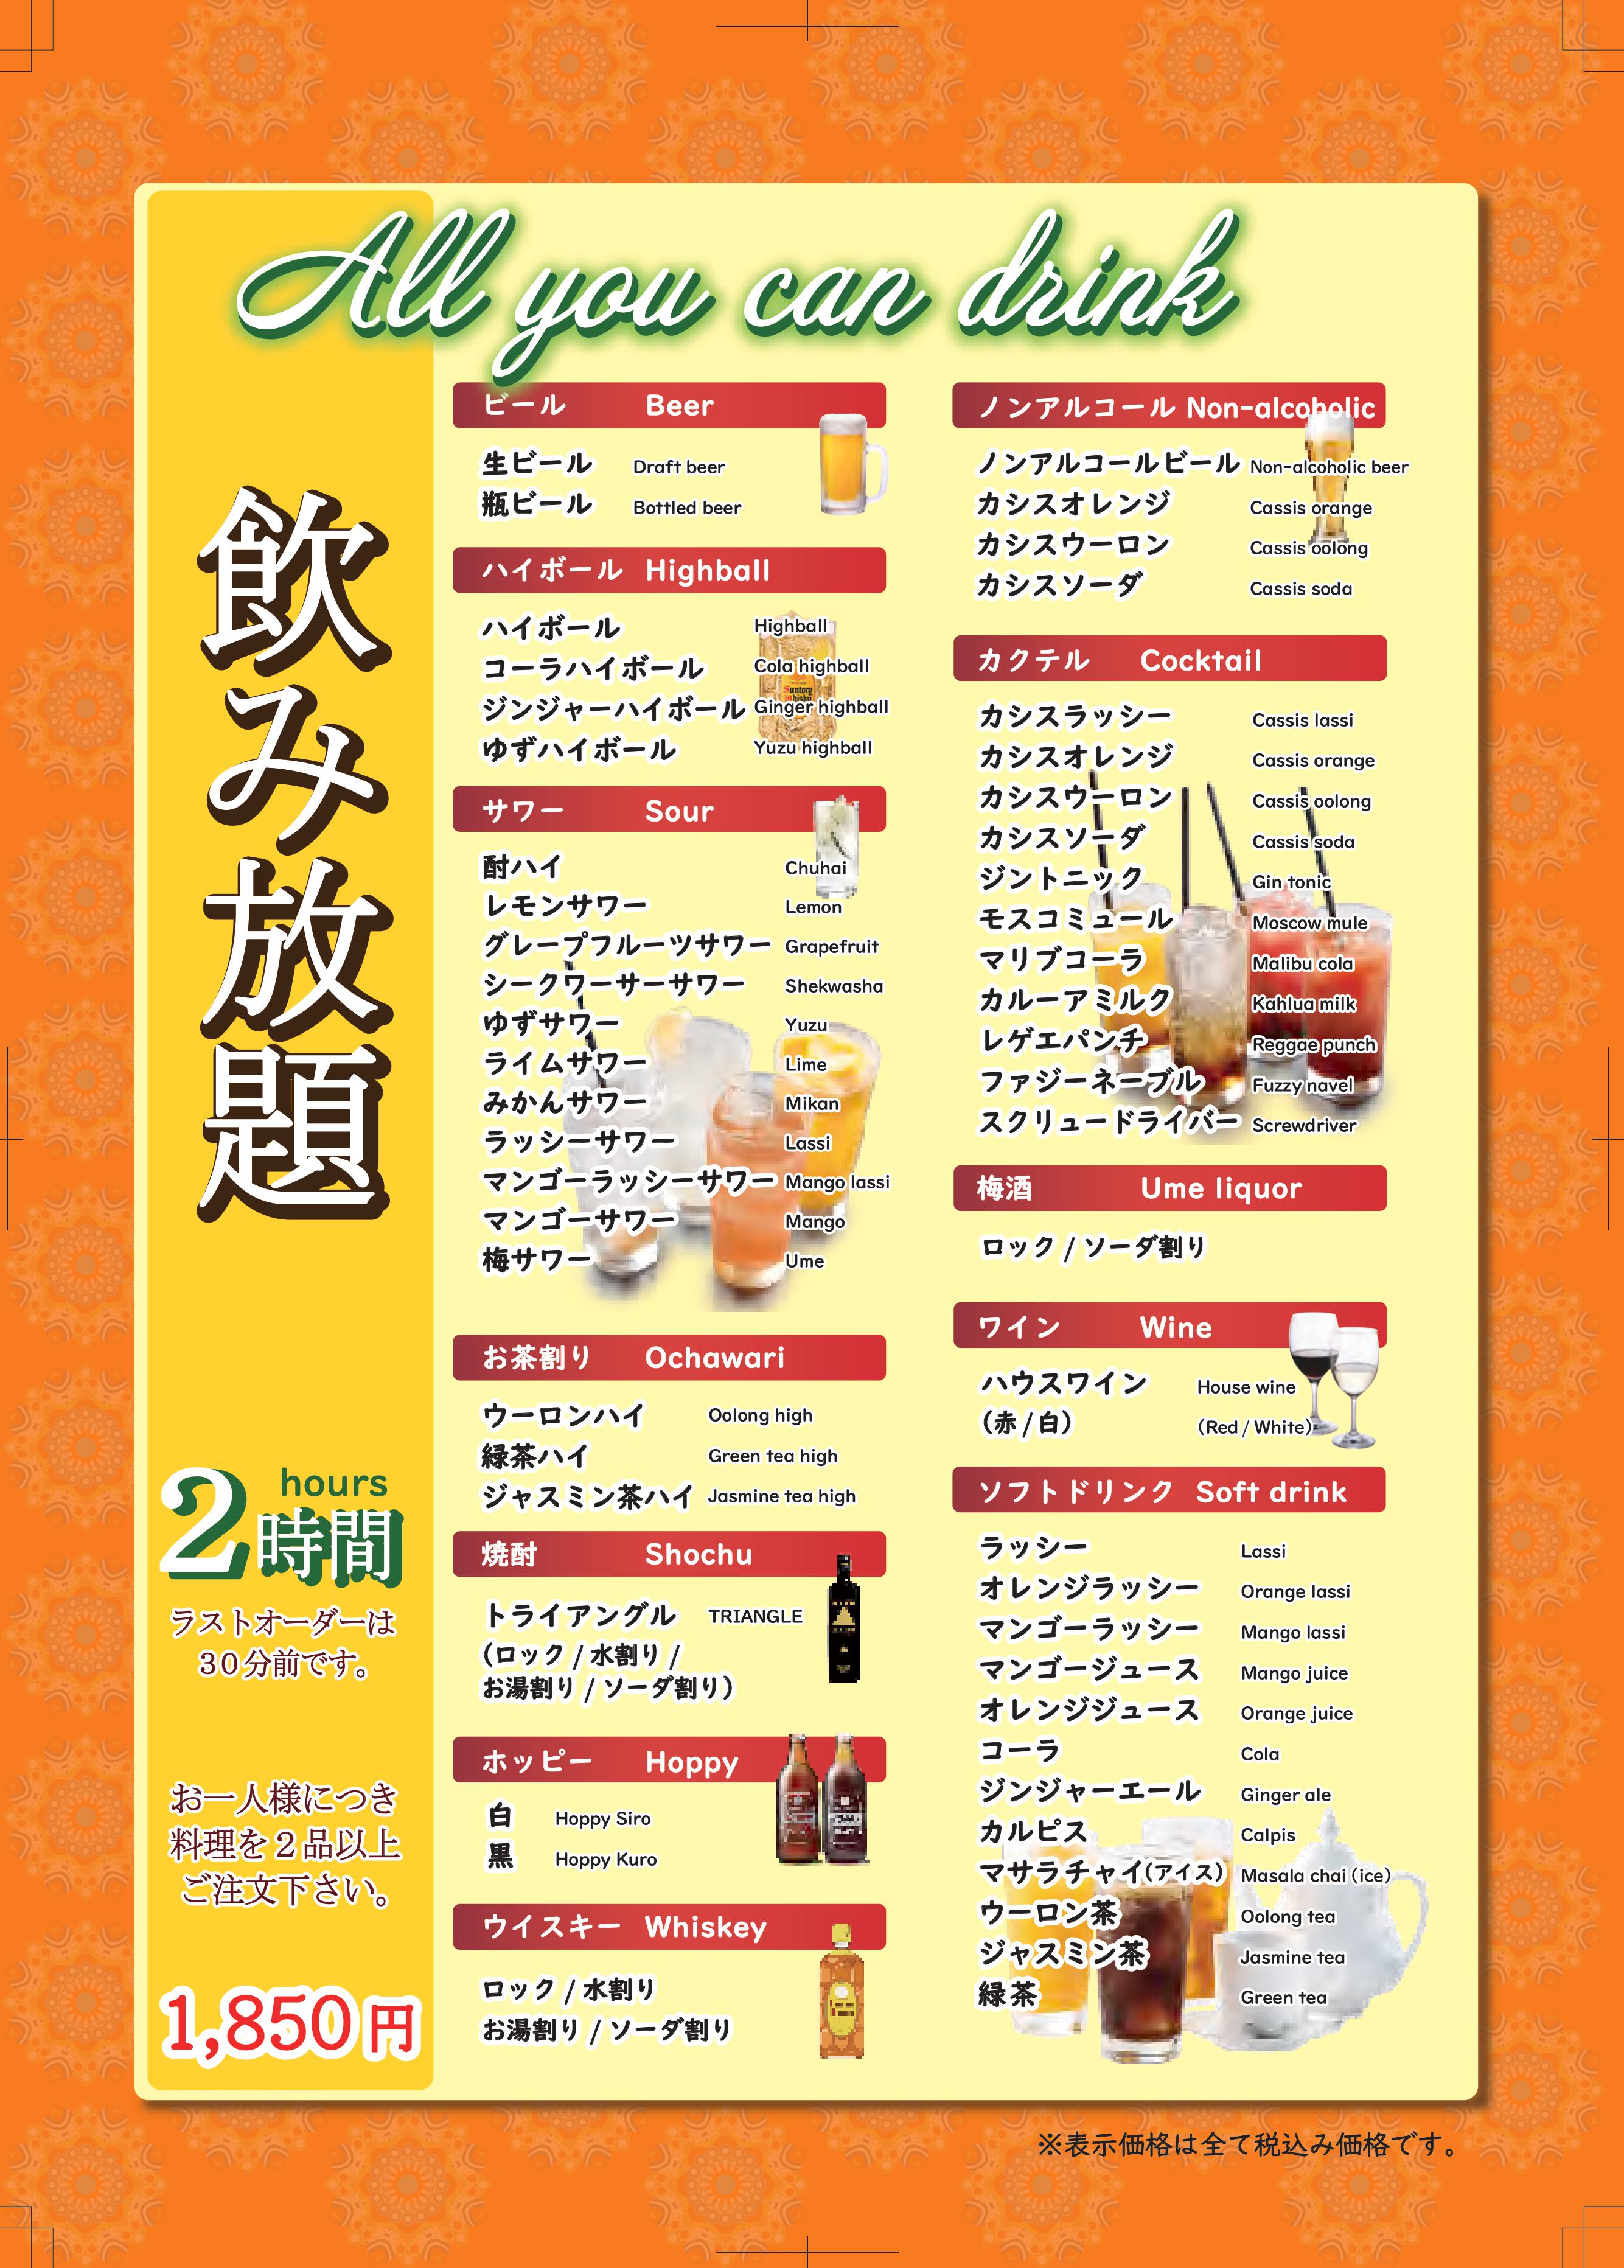 All you can drink
飲み放題
2 hours
時間
ラストオーダーは
30分前です。
お一人様につき
料理を2品以上
ご注文下さい。
1,850円
ビール Beer
生ビール Draft beer
瓶ビール Bottled beer
ハイボール Highball
ハイボール Highball
コーラハイボール Cola highball
ジンジャーハイボール Ginger highball
ゆずハイボール Yuzu highball
Suntory
Whisky
サワー Sour
酎ハイ Chuhai
レモンサワー Lemon
グレープフルーツサワー Grapefruit
シークワーサーサワー Shekwasha
ゆずサワー Yuzu
ライムサワー Lime
みかんサワー Mikan
ラッシーサワー Lassi
マンゴーラッシーサワー Mango lassi
マンゴーサワー Mango
梅サワー Ume
お茶割り Ochawari
ウーロンハイ Oolong high
緑茶ハイ Green tea high
ジャスミン茶ハイ Jasmine tea high
焼酎 Shochu
トライアングル TRIANGLE
(ロック / 水割り /
お湯割り / ソーダ割り)
ホッピー Hoppy
白 Hoppy Siro
黒 Hoppy Kuro
ウイスキー Whiskey
ロック / 水割り
お湯割り / ソーダ割り
ノンアルコール Non-alcoholic
ノンアルコールビール Non-alcoholic beer
カシスオレンジ Cassis orange
カシスウーロン Cassis oolong
カシスソーダ Cassis soda
カクテル Cocktail
カシスラッシー Cassis lassi
カシスオレンジ Cassis orange
カシスウーロン Cassis oolong
カシスソーダ Cassis soda
ジントニック Gin tonic
モスコミュール Moscow mule
マリブコーラ Malibu cola
カルーアミルク Kahlua milk
レゲエパンチ Reggae punch
ファジーネーブル Fuzzy navel
スクリュードライバー Screwdriver
梅酒 Ume liquor
ロック / ソーダ割り
ワイン Wine
ハウスワイン House wine
(赤 / 白) (Red / White)
ソフトドリンク Soft drink
ラッシー Lassi
オレンジラッシー Orange lassi
マンゴーラッシー Mango lassi
マンゴージュース Mango juice
オレンジジュース Orange juice
コーラ Cola
ジンジャーエール Ginger ale
カルピス Calpis
マサラチャイ(アイス) Masala chai (ice)
ウーロン茶 Oolong tea
ジャスミン茶 Jasmine tea
緑茶 Green tea
※表示価格は全て税込み価格です。